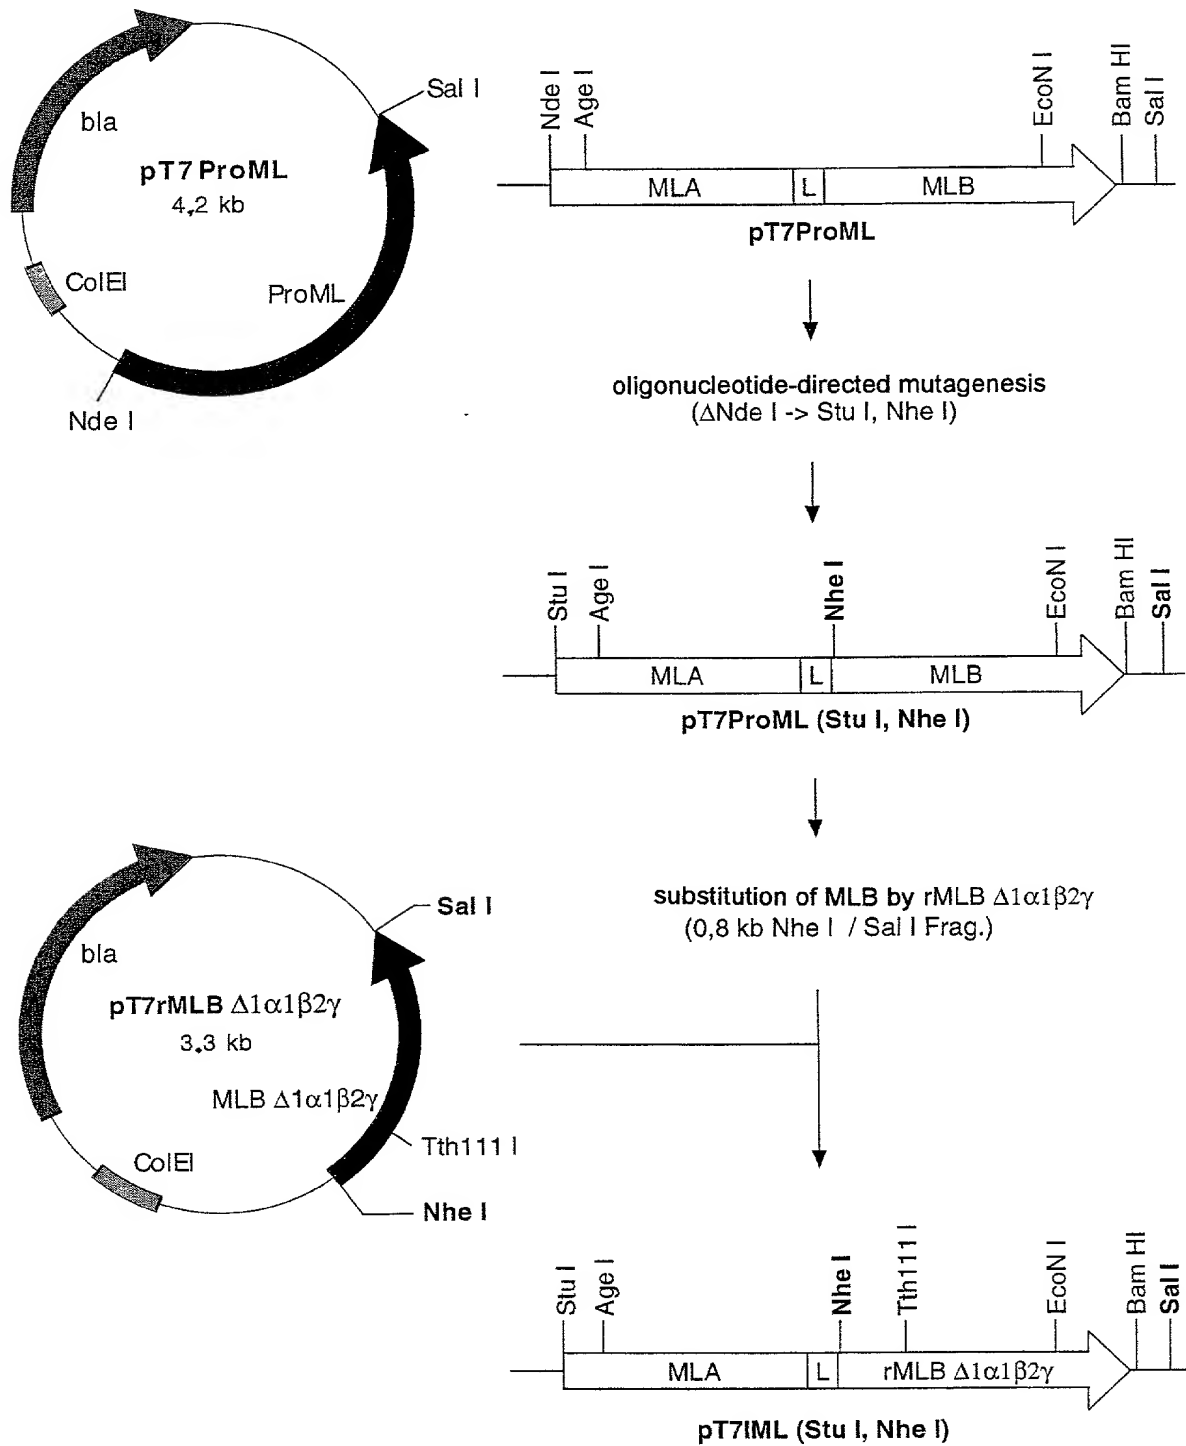 Sal I
bla
pT7 ProML
4,2 kb
ColEI
ProML
Nde I
Nde I
Age I
EcoN I
Bam HI
Sal I
MLA
L
MLB
pT7ProML
oligonucleotide-directed mutagenesis
(ΔNde I -> Stu I, Nhe I)
Stu I
Age I
Nhe I
EcoN I
Bam HI
Sal I
MLA
L
MLB
pT7ProML (Stu I, Nhe I)
substitution of MLB by rMLB Δ1α1β2γ
(0,8 kb Nhe I / Sal I Frag.)
Sal I
bla
pT7rMLB Δ1α1β2γ
3,3 kb
MLB Δ1α1β2γ
Tth111 I
ColEI
Nhe I
Stu I
Age I
Nhe I
Tth111 I
EcoN I
Bam HI
Sal I
MLA
L
rMLB Δ1α1β2γ
pT7IML (Stu I, Nhe I)